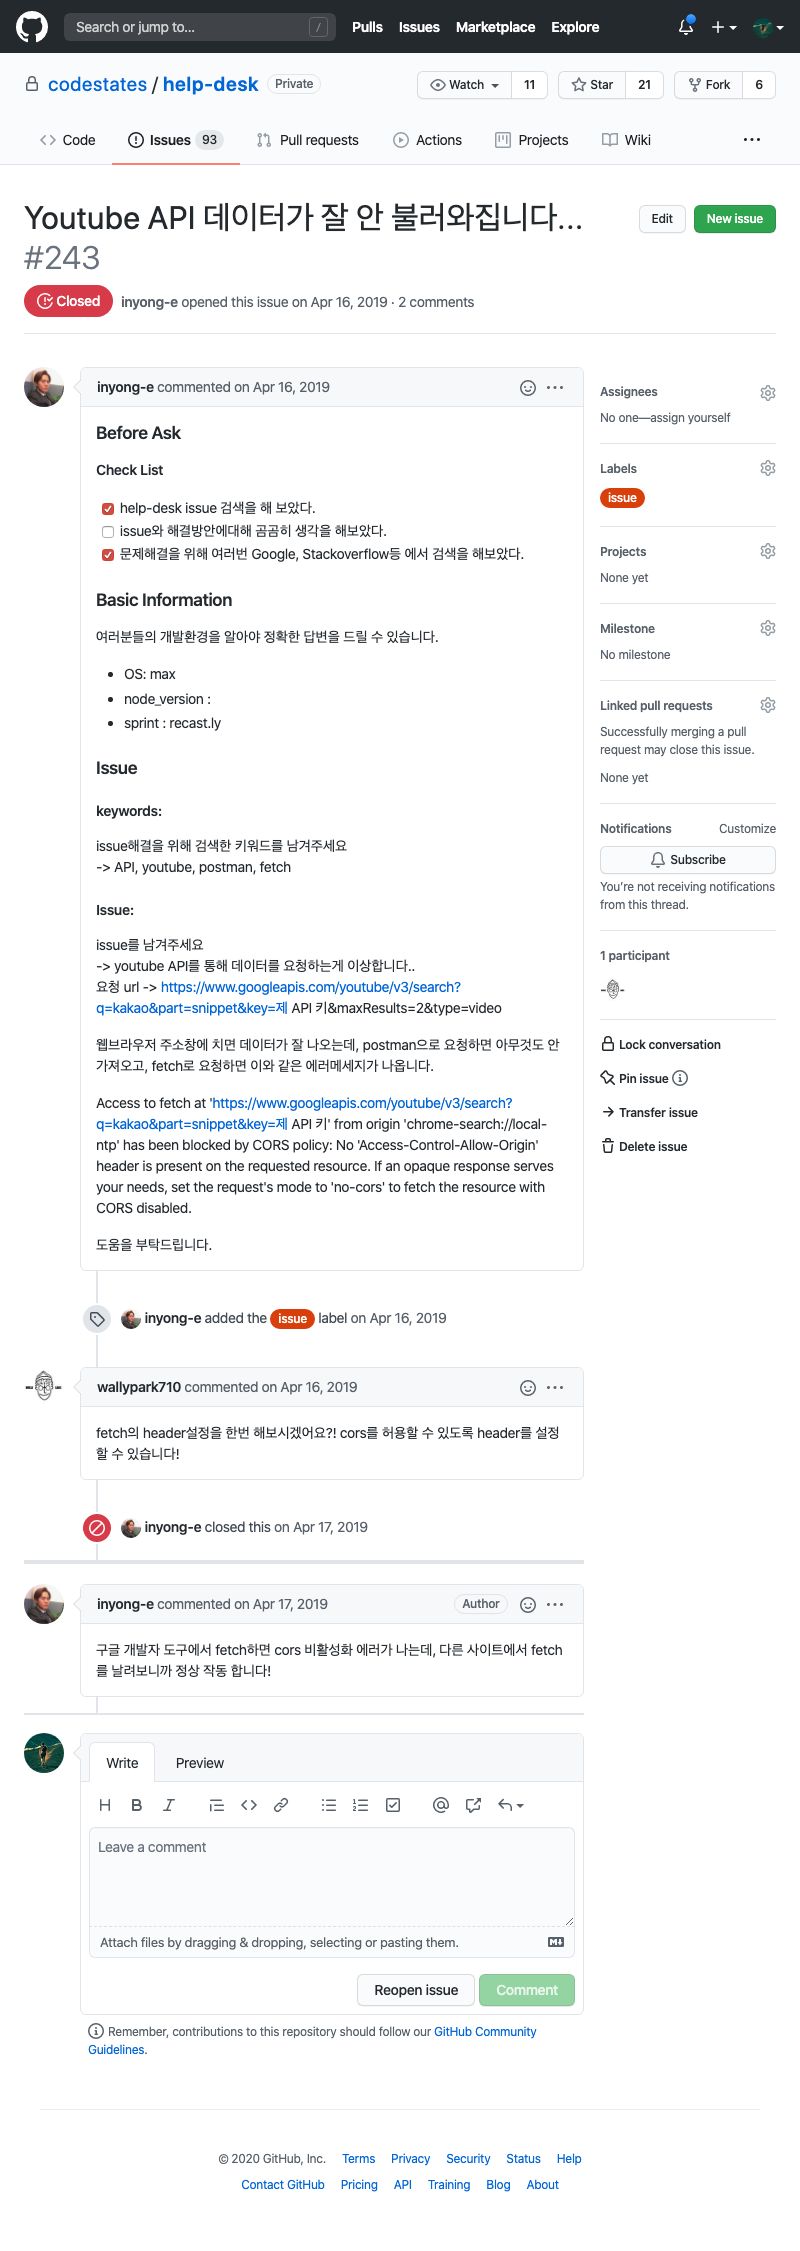 Search or jump to... /
Pulls Issues Marketplace Explore
codestates / help-desk Private
Watch 11 Star 21 Fork 6
Code Issues 93 Pull requests Actions Projects Wiki
Youtube API 데이터가 잘 안 불러와집니다...
#243
Edit New issue
Closed inyong-e opened this issue on Apr 16, 2019 · 2 comments
inyong-e commented on Apr 16, 2019
Before Ask
Check List
help-desk issue 검색을 해 보았다.
issue와 해결방안에대해 곰곰히 생각을 해보았다.
문제해결을 위해 여러번 Google, Stackoverflow등 에서 검색을 해보았다.
Basic Information
여러분들의 개발환경을 알아야 정확한 답변을 드릴 수 있습니다.
OS: max
node_version :
sprint : recast.ly
Issue
keywords:
issue해결을 위해 검색한 키워드를 남겨주세요
-> API, youtube, postman, fetch
Issue:
issue를 남겨주세요
-> youtube API를 통해 데이터를 요청하는게 이상합니다..
요청 url -> https://www.googleapis.com/youtube/v3/search?
q=kakao&part=snippet&key=제 API 키&maxResults=2&type=video
웹브라우저 주소창에 치면 데이터가 잘 나오는데, postman으로 요청하면 아무것도 안
가져오고, fetch로 요청하면 이와 같은 에러메세지가 나옵니다.
Access to fetch at 'https://www.googleapis.com/youtube/v3/search?
q=kakao&part=snippet&key=제 API 키' from origin 'chrome-search://local-
ntp' has been blocked by CORS policy: No 'Access-Control-Allow-Origin'
header is present on the requested resource. If an opaque response serves
your needs, set the request's mode to 'no-cors' to fetch the resource with
CORS disabled.
도움을 부탁드립니다.
Assignees
No one—assign yourself
Labels
issue
Projects
None yet
Milestone
No milestone
Linked pull requests
Successfully merging a pull
request may close this issue.
None yet
Notifications Customize
Subscribe
You're not receiving notifications
from this thread.
1 participant
Lock conversation
Pin issue
Transfer issue
Delete issue
inyong-e added the issue label on Apr 16, 2019
wallypark710 commented on Apr 16, 2019
fetch의 header설정을 한번 해보시겠어요?! cors를 허용할 수 있도록 header를 설정
할 수 있습니다!
inyong-e closed this on Apr 17, 2019
inyong-e commented on Apr 17, 2019 Author
구글 개발자 도구에서 fetch하면 cors 비활성화 에러가 나는데, 다른 사이트에서 fetch
를 날려보니까 정상 작동 합니다!
Write Preview
Leave a comment
Attach files by dragging & dropping, selecting or pasting them.
Reopen issue Comment
Remember, contributions to this repository should follow our GitHub Community
Guidelines.
© 2020 GitHub, Inc. Terms Privacy Security Status Help
Contact GitHub Pricing API Training Blog About